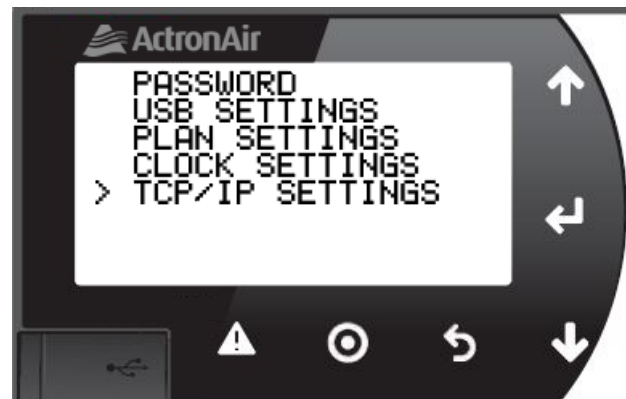 ActronAir
PASSWORD
USB SETTINGS
PLAN SETTINGS
CLOCK SETTINGS
> TCP/IP SETTINGS